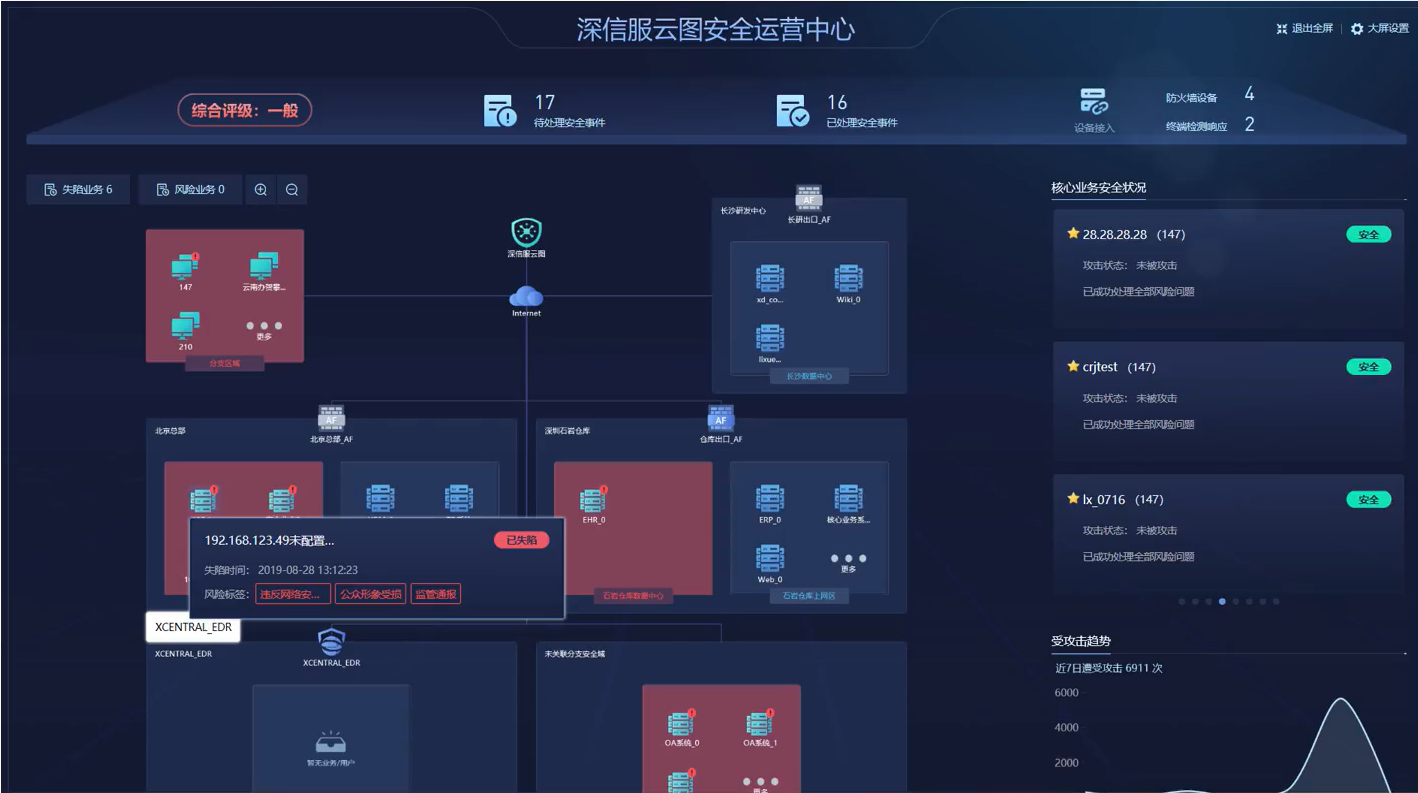 深信服云图安全运营中心
退出全屏
大屏设置
综合评级：一般
17
待处理安全事件
16
已处理安全事件
设备接入
防火墙设备 4
终端检测响应 2
失陷业务 6
风险业务 0
深信服云图
Internet
147
云南办贺攀...
210
更多
分支区域
长沙研发中心
AF
长研出口_AF
xd_co...
Wiki_0
lixue...
长沙数据中心
北京总部
AF
北京总部_AF
深圳石岩仓库
AF
仓库出口_AF
EHR_0
石岩仓库数据中心
ERP_0
核心业务系...
Web_0
更多
石岩仓库上网区
192.168.123.49未配置...
已失陷
失陷时间： 2019-08-28 13:12:23
风险标签：
违反网络安...
公众形象受损
监管通报
XCENTRAL_EDR
XCENTRAL_EDR
XCENTRAL_EDR
暂无业务/用户
未关联分支安全域
OA系统_0
OA系统_1
更多
核心业务安全状况
28.28.28.28 （147）
安全
攻击状态： 未被攻击
已成功处理全部风险问题
crjtest （147）
安全
攻击状态： 未被攻击
已成功处理全部风险问题
lx_0716 （147）
安全
攻击状态： 未被攻击
已成功处理全部风险问题
受攻击趋势
近7日遭受攻击 6911 次
6000
4000
2000